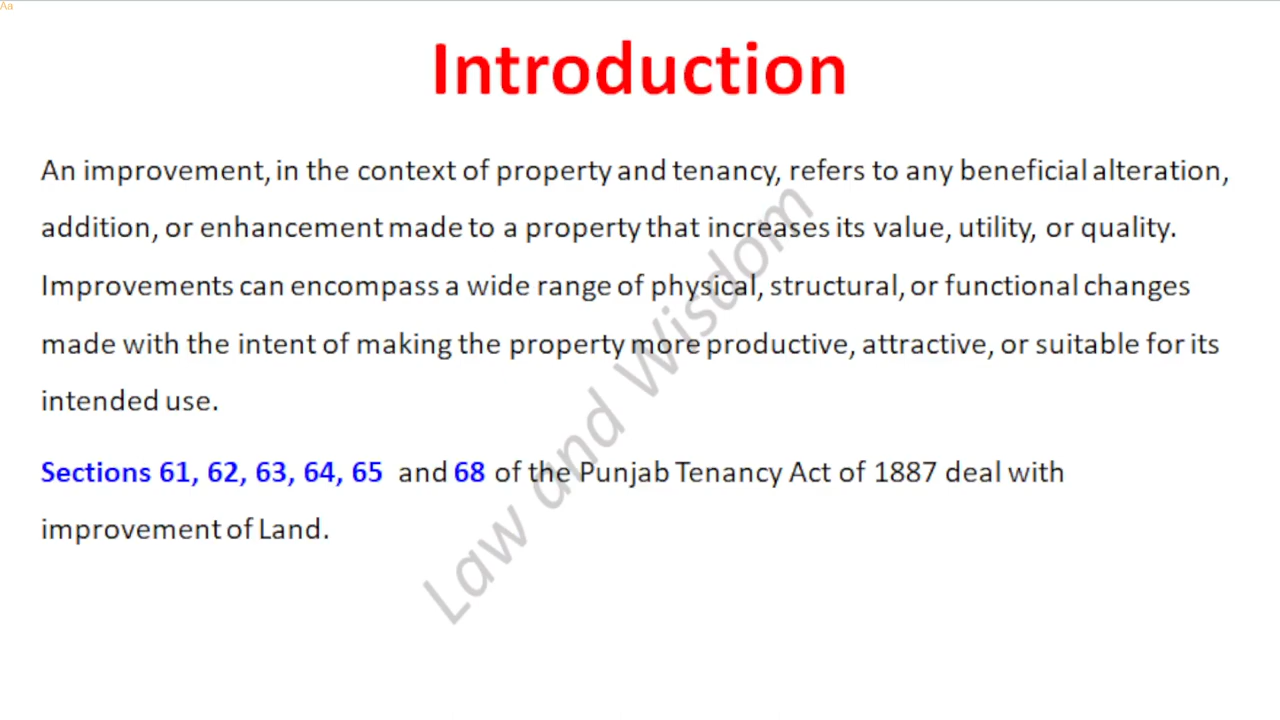 Aa
Introduction
An improvement, in the context of property and tenancy, refers to any beneficial alteration,
addition, or enhancement made to a property that increases its value, utility, or quality.
Improvements can encompass a wide range of physical, structural, or functional changes
made with the intent of making the property more productive, attractive, or suitable for its
intended use.
Sections 61, 62, 63, 64, 65 and 68 of the Punjab Tenancy Act of 1887 deal with
improvement of Land.
Law and Wisdom